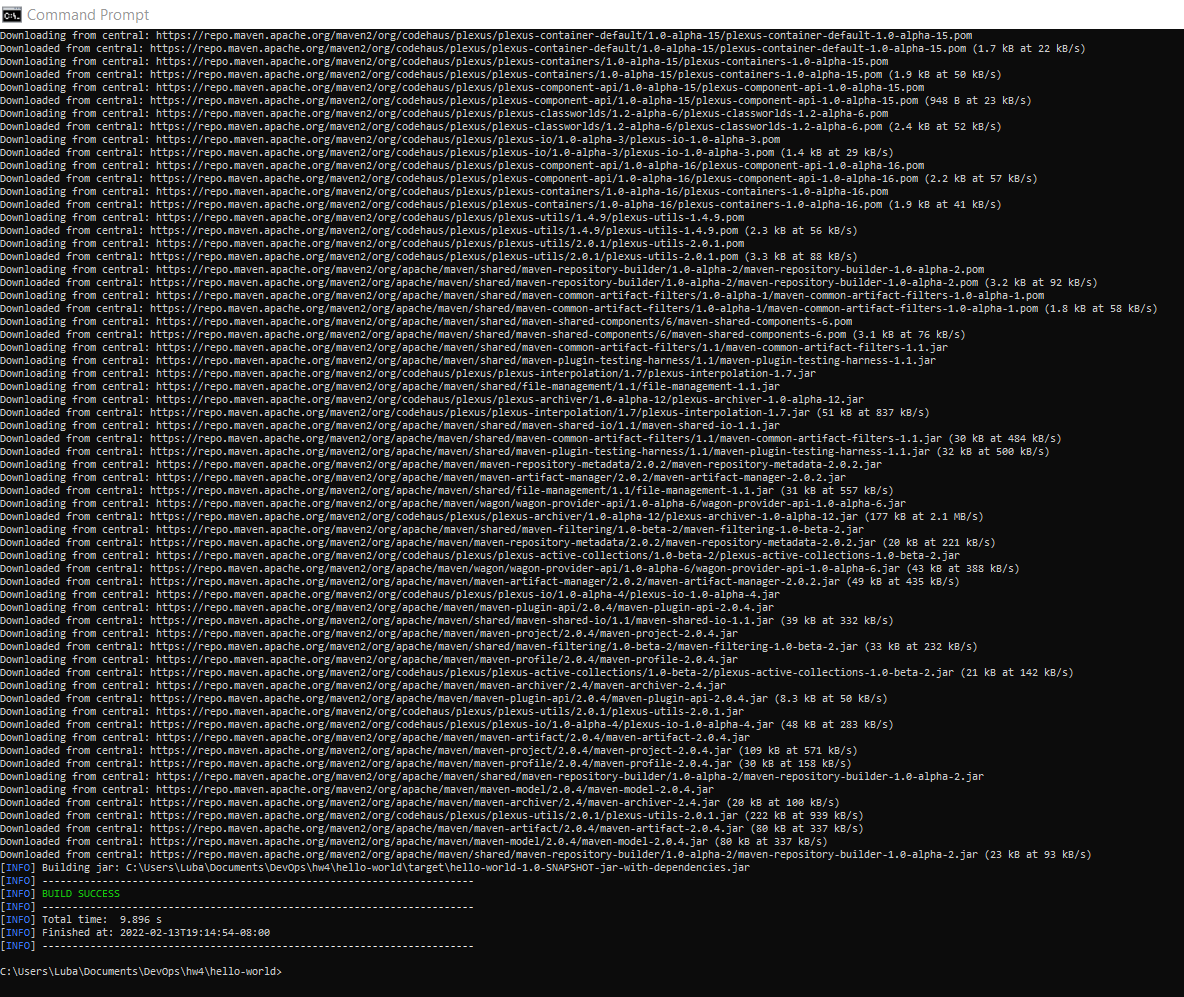 Command Prompt
Downloading from central: https://repo.maven.apache.org/maven2/org/codehaus/plexus/plexus-container-default/1.0-alpha-15/plexus-container-default-1.0-alpha-15.pom
Downloaded from central: https://repo.maven.apache.org/maven2/org/codehaus/plexus/plexus-container-default/1.0-alpha-15/plexus-container-default-1.0-alpha-15.pom (1.7 kB at 22 kB/s)
Downloading from central: https://repo.maven.apache.org/maven2/org/codehaus/plexus/plexus-containers/1.0-alpha-15/plexus-containers-1.0-alpha-15.pom
Downloaded from central: https://repo.maven.apache.org/maven2/org/codehaus/plexus/plexus-containers/1.0-alpha-15/plexus-containers-1.0-alpha-15.pom (1.9 kB at 50 kB/s)
Downloading from central: https://repo.maven.apache.org/maven2/org/codehaus/plexus/plexus-component-api/1.0-alpha-15/plexus-component-api-1.0-alpha-15.pom
Downloaded from central: https://repo.maven.apache.org/maven2/org/codehaus/plexus/plexus-component-api/1.0-alpha-15/plexus-component-api-1.0-alpha-15.pom (948 B at 23 kB/s)
Downloading from central: https://repo.maven.apache.org/maven2/org/codehaus/plexus/plexus-classworlds/1.2-alpha-6/plexus-classworlds-1.2-alpha-6.pom
Downloaded from central: https://repo.maven.apache.org/maven2/org/codehaus/plexus/plexus-classworlds/1.2-alpha-6/plexus-classworlds-1.2-alpha-6.pom (2.4 kB at 52 kB/s)
Downloading from central: https://repo.maven.apache.org/maven2/org/codehaus/plexus/plexus-io/1.0-alpha-3/plexus-io-1.0-alpha-3.pom
Downloaded from central: https://repo.maven.apache.org/maven2/org/codehaus/plexus/plexus-io/1.0-alpha-3/plexus-io-1.0-alpha-3.pom (1.4 kB at 29 kB/s)
Downloading from central: https://repo.maven.apache.org/maven2/org/codehaus/plexus/plexus-component-api/1.0-alpha-16/plexus-component-api-1.0-alpha-16.pom
Downloaded from central: https://repo.maven.apache.org/maven2/org/codehaus/plexus/plexus-component-api/1.0-alpha-16/plexus-component-api-1.0-alpha-16.pom (2.2 kB at 57 kB/s)
Downloading from central: https://repo.maven.apache.org/maven2/org/codehaus/plexus/plexus-containers/1.0-alpha-16/plexus-containers-1.0-alpha-16.pom
Downloaded from central: https://repo.maven.apache.org/maven2/org/codehaus/plexus/plexus-containers/1.0-alpha-16/plexus-containers-1.0-alpha-16.pom (1.9 kB at 41 kB/s)
Downloading from central: https://repo.maven.apache.org/maven2/org/codehaus/plexus/plexus-utils/1.4.9/plexus-utils-1.4.9.pom
Downloaded from central: https://repo.maven.apache.org/maven2/org/codehaus/plexus/plexus-utils/1.4.9/plexus-utils-1.4.9.pom (2.3 kB at 56 kB/s)
Downloading from central: https://repo.maven.apache.org/maven2/org/codehaus/plexus/plexus-utils/2.0.1/plexus-utils-2.0.1.pom
Downloaded from central: https://repo.maven.apache.org/maven2/org/codehaus/plexus/plexus-utils/2.0.1/plexus-utils-2.0.1.pom (3.3 kB at 88 kB/s)
Downloading from central: https://repo.maven.apache.org/maven2/org/apache/maven/shared/maven-repository-builder/1.0-alpha-2/maven-repository-builder-1.0-alpha-2.pom
Downloaded from central: https://repo.maven.apache.org/maven2/org/apache/maven/shared/maven-repository-builder/1.0-alpha-2/maven-repository-builder-1.0-alpha-2.pom (3.2 kB at 92 kB/s)
Downloading from central: https://repo.maven.apache.org/maven2/org/apache/maven/shared/maven-common-artifact-filters/1.0-alpha-1/maven-common-artifact-filters-1.0-alpha-1.pom
Downloaded from central: https://repo.maven.apache.org/maven2/org/apache/maven/shared/maven-common-artifact-filters/1.0-alpha-1/maven-common-artifact-filters-1.0-alpha-1.pom (1.8 kB at 58 kB/s)
Downloading from central: https://repo.maven.apache.org/maven2/org/apache/maven/shared/maven-shared-components/6/maven-shared-components-6.pom
Downloaded from central: https://repo.maven.apache.org/maven2/org/apache/maven/shared/maven-shared-components/6/maven-shared-components-6.pom (3.1 kB at 76 kB/s)
Downloading from central: https://repo.maven.apache.org/maven2/org/apache/maven/shared/maven-common-artifact-filters/1.1/maven-common-artifact-filters-1.1.jar
Downloading from central: https://repo.maven.apache.org/maven2/org/apache/maven/shared/maven-plugin-testing-harness/1.1/maven-plugin-testing-harness-1.1.jar
Downloading from central: https://repo.maven.apache.org/maven2/org/codehaus/plexus/plexus-interpolation/1.7/plexus-interpolation-1.7.jar
Downloading from central: https://repo.maven.apache.org/maven2/org/apache/maven/shared/file-management/1.1/file-management-1.1.jar
Downloading from central: https://repo.maven.apache.org/maven2/org/codehaus/plexus/plexus-archiver/1.0-alpha-12/plexus-archiver-1.0-alpha-12.jar
Downloaded from central: https://repo.maven.apache.org/maven2/org/codehaus/plexus/plexus-interpolation/1.7/plexus-interpolation-1.7.jar (51 kB at 837 kB/s)
Downloading from central: https://repo.maven.apache.org/maven2/org/apache/maven/shared/maven-shared-io/1.1/maven-shared-io-1.1.jar
Downloaded from central: https://repo.maven.apache.org/maven2/org/apache/maven/shared/maven-common-artifact-filters/1.1/maven-common-artifact-filters-1.1.jar (30 kB at 484 kB/s)
Downloaded from central: https://repo.maven.apache.org/maven2/org/apache/maven/shared/maven-plugin-testing-harness/1.1/maven-plugin-testing-harness-1.1.jar (32 kB at 500 kB/s)
Downloading from central: https://repo.maven.apache.org/maven2/org/apache/maven/maven-repository-metadata/2.0.2/maven-repository-metadata-2.0.2.jar
Downloading from central: https://repo.maven.apache.org/maven2/org/apache/maven/maven-artifact-manager/2.0.2/maven-artifact-manager-2.0.2.jar
Downloaded from central: https://repo.maven.apache.org/maven2/org/apache/maven/shared/file-management/1.1/file-management-1.1.jar (31 kB at 557 kB/s)
Downloading from central: https://repo.maven.apache.org/maven2/org/apache/maven/wagon/wagon-provider-api/1.0-alpha-6/wagon-provider-api-1.0-alpha-6.jar
Downloaded from central: https://repo.maven.apache.org/maven2/org/codehaus/plexus/plexus-archiver/1.0-alpha-12/plexus-archiver-1.0-alpha-12.jar (177 kB at 2.1 MB/s)
Downloading from central: https://repo.maven.apache.org/maven2/org/apache/maven/shared/maven-filtering/1.0-beta-2/maven-filtering-1.0-beta-2.jar
Downloaded from central: https://repo.maven.apache.org/maven2/org/apache/maven/maven-repository-metadata/2.0.2/maven-repository-metadata-2.0.2.jar (20 kB at 221 kB/s)
Downloading from central: https://repo.maven.apache.org/maven2/org/codehaus/plexus/plexus-active-collections/1.0-beta-2/plexus-active-collections-1.0-beta-2.jar
Downloaded from central: https://repo.maven.apache.org/maven2/org/apache/maven/wagon/wagon-provider-api/1.0-alpha-6/wagon-provider-api-1.0-alpha-6.jar (43 kB at 388 kB/s)
Downloaded from central: https://repo.maven.apache.org/maven2/org/apache/maven/maven-artifact-manager/2.0.2/maven-artifact-manager-2.0.2.jar (49 kB at 435 kB/s)
Downloading from central: https://repo.maven.apache.org/maven2/org/codehaus/plexus/plexus-io/1.0-alpha-4/plexus-io-1.0-alpha-4.jar
Downloading from central: https://repo.maven.apache.org/maven2/org/apache/maven/maven-plugin-api/2.0.4/maven-plugin-api-2.0.4.jar
Downloaded from central: https://repo.maven.apache.org/maven2/org/apache/maven/shared/maven-shared-io/1.1/maven-shared-io-1.1.jar (39 kB at 332 kB/s)
Downloading from central: https://repo.maven.apache.org/maven2/org/apache/maven/maven-project/2.0.4/maven-project-2.0.4.jar
Downloaded from central: https://repo.maven.apache.org/maven2/org/apache/maven/shared/maven-filtering/1.0-beta-2/maven-filtering-1.0-beta-2.jar (33 kB at 232 kB/s)
Downloading from central: https://repo.maven.apache.org/maven2/org/apache/maven/maven-profile/2.0.4/maven-profile-2.0.4.jar
Downloaded from central: https://repo.maven.apache.org/maven2/org/codehaus/plexus/plexus-active-collections/1.0-beta-2/plexus-active-collections-1.0-beta-2.jar (21 kB at 142 kB/s)
Downloading from central: https://repo.maven.apache.org/maven2/org/apache/maven/maven-archiver/2.4/maven-archiver-2.4.jar
Downloaded from central: https://repo.maven.apache.org/maven2/org/apache/maven/maven-plugin-api/2.0.4/maven-plugin-api-2.0.4.jar (8.3 kB at 50 kB/s)
Downloading from central: https://repo.maven.apache.org/maven2/org/codehaus/plexus/plexus-utils/2.0.1/plexus-utils-2.0.1.jar
Downloaded from central: https://repo.maven.apache.org/maven2/org/codehaus/plexus/plexus-io/1.0-alpha-4/plexus-io-1.0-alpha-4.jar (48 kB at 283 kB/s)
Downloading from central: https://repo.maven.apache.org/maven2/org/apache/maven/maven-artifact/2.0.4/maven-artifact-2.0.4.jar
Downloaded from central: https://repo.maven.apache.org/maven2/org/apache/maven/maven-project/2.0.4/maven-project-2.0.4.jar (109 kB at 571 kB/s)
Downloaded from central: https://repo.maven.apache.org/maven2/org/apache/maven/maven-profile/2.0.4/maven-profile-2.0.4.jar (30 kB at 158 kB/s)
Downloading from central: https://repo.maven.apache.org/maven2/org/apache/maven/shared/maven-repository-builder/1.0-alpha-2/maven-repository-builder-1.0-alpha-2.jar
Downloading from central: https://repo.maven.apache.org/maven2/org/apache/maven/maven-model/2.0.4/maven-model-2.0.4.jar
Downloaded from central: https://repo.maven.apache.org/maven2/org/apache/maven/maven-archiver/2.4/maven-archiver-2.4.jar (20 kB at 100 kB/s)
Downloaded from central: https://repo.maven.apache.org/maven2/org/codehaus/plexus/plexus-utils/2.0.1/plexus-utils-2.0.1.jar (222 kB at 939 kB/s)
Downloaded from central: https://repo.maven.apache.org/maven2/org/apache/maven/maven-artifact/2.0.4/maven-artifact-2.0.4.jar (80 kB at 337 kB/s)
Downloaded from central: https://repo.maven.apache.org/maven2/org/apache/maven/maven-model/2.0.4/maven-model-2.0.4.jar (80 kB at 337 kB/s)
Downloaded from central: https://repo.maven.apache.org/maven2/org/apache/maven/shared/maven-repository-builder/1.0-alpha-2/maven-repository-builder-1.0-alpha-2.jar (23 kB at 93 kB/s)
[INFO] Building jar: C:\Users\Luba\Documents\DevOps\hw4\hello-world\target\hello-world-1.0-SNAPSHOT-jar-with-dependencies.jar
[INFO] ------------------------------------------------------------------------
[INFO] BUILD SUCCESS
[INFO] ------------------------------------------------------------------------
[INFO] Total time:  9.896 s
[INFO] Finished at: 2022-02-13T19:14:54-08:00
[INFO] ------------------------------------------------------------------------
C:\Users\Luba\Documents\DevOps\hw4\hello-world>